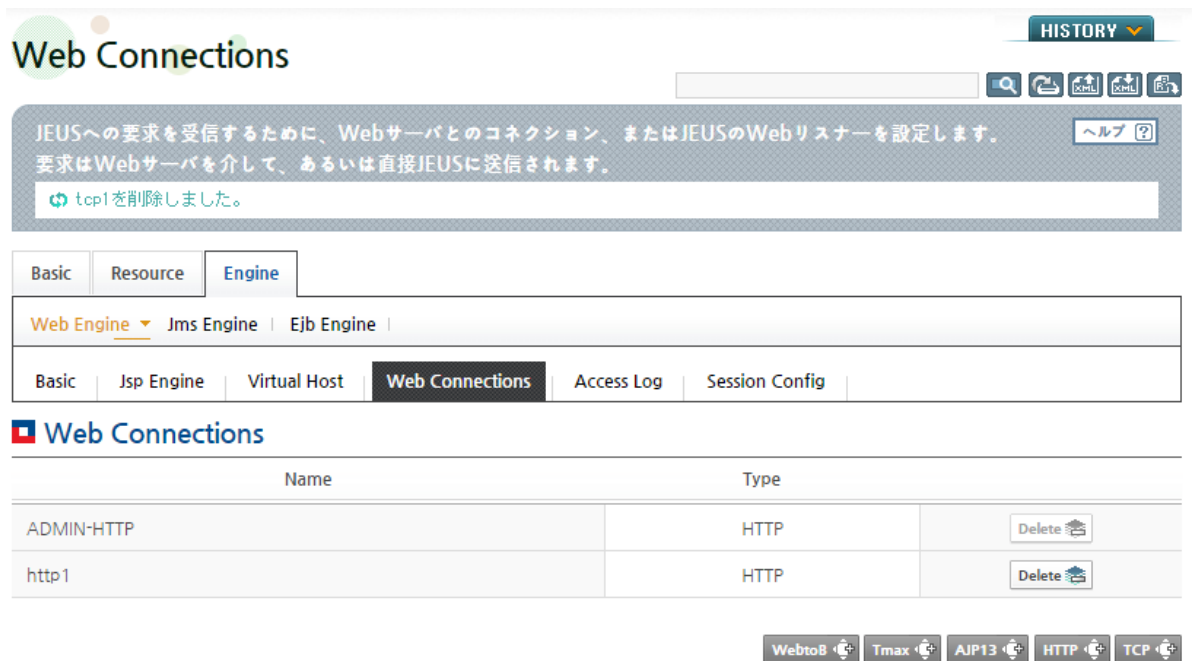 HISTORY
Web Connections
XML XML
JEUSへの要求を受信するために、Webサーバとのコネクション、またはJEUSのWebリスナーを設定します。 ヘルプ ?
要求はWebサーバを介して、あるいは直接JEUSに送信されます。
tcp1を削除しました。
Basic Resource Engine
Web Engine Jms Engine Ejb Engine
Basic Jsp Engine Virtual Host Web Connections Access Log Session Config
Web Connections
Name Type
ADMIN-HTTP HTTP Delete
http1 HTTP Delete
WebtoB Tmax AJP13 HTTP TCP